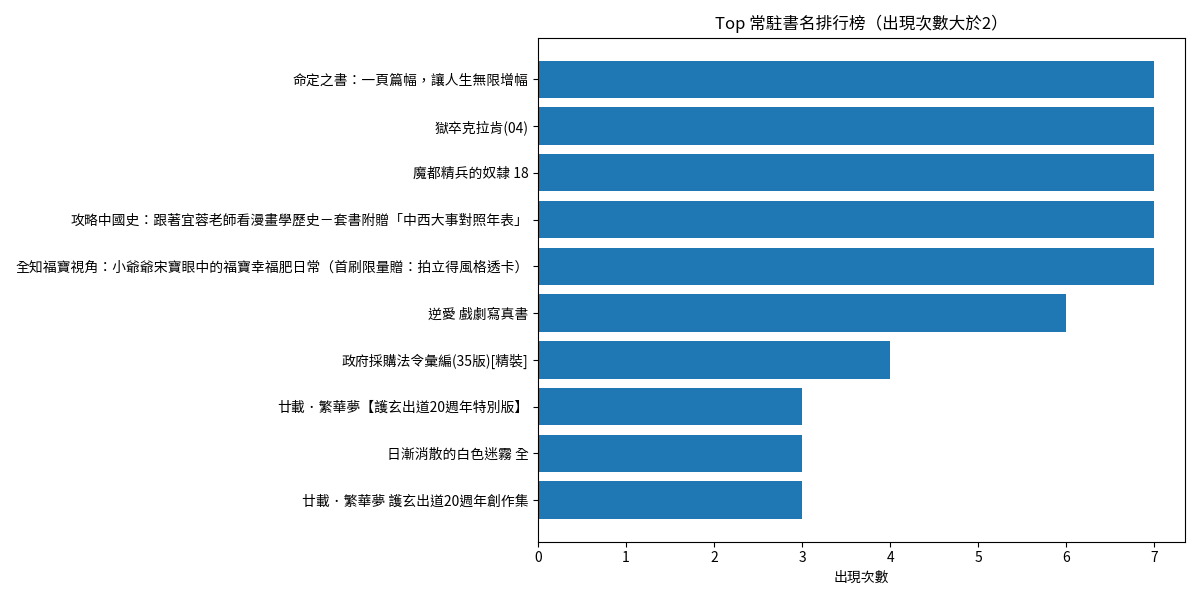 Top 常駐書名排行榜（出現次數大於2）
命定之書：一頁篇幅，讓人生無限增幅
獄卒克拉肯(04)
魔都精兵的奴隸 18
攻略中國史：跟著宜蓉老師看漫畫學歷史－套書附贈「中西大事對照年表」
全知福寶視角：小爺爺宋寶眼中的福寶幸福肥日常（首刷限量贈：拍立得風格透卡）
逆愛 戲劇寫真書
政府採購法令彙編(35版)[精裝]
廿載．繁華夢【護玄出道20週年特別版】
日漸消散的白色迷霧 全
廿載．繁華夢 護玄出道20週年創作集
0 1 2 3 4 5 6 7
出現次數